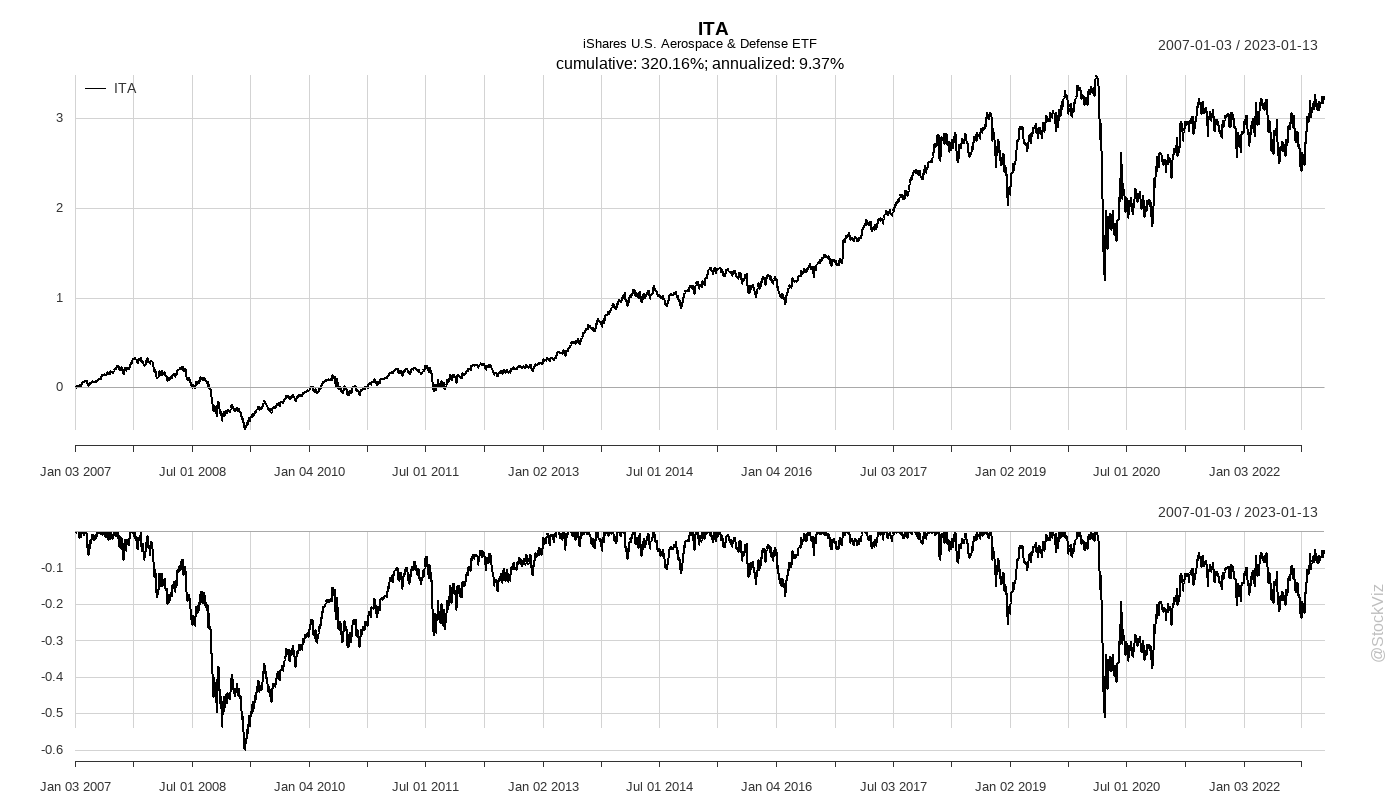 ITA
iShares U.S. Aerospace & Defense ETF
2007-01-03 / 2023-01-13
cumulative: 320.16%; annualized: 9.37%
ITA
3
2
1
0
Jan 03 2007 Jul 01 2008 Jan 04 2010 Jul 01 2011 Jan 02 2013 Jul 01 2014 Jan 04 2016 Jul 03 2017 Jan 02 2019 Jul 01 2020 Jan 03 2022
2007-01-03 / 2023-01-13
-0.1
-0.2
-0.3
-0.4
-0.5
-0.6
Jan 03 2007 Jul 01 2008 Jan 04 2010 Jul 01 2011 Jan 02 2013 Jul 01 2014 Jan 04 2016 Jul 03 2017 Jan 02 2019 Jul 01 2020 Jan 03 2022
@StockViz